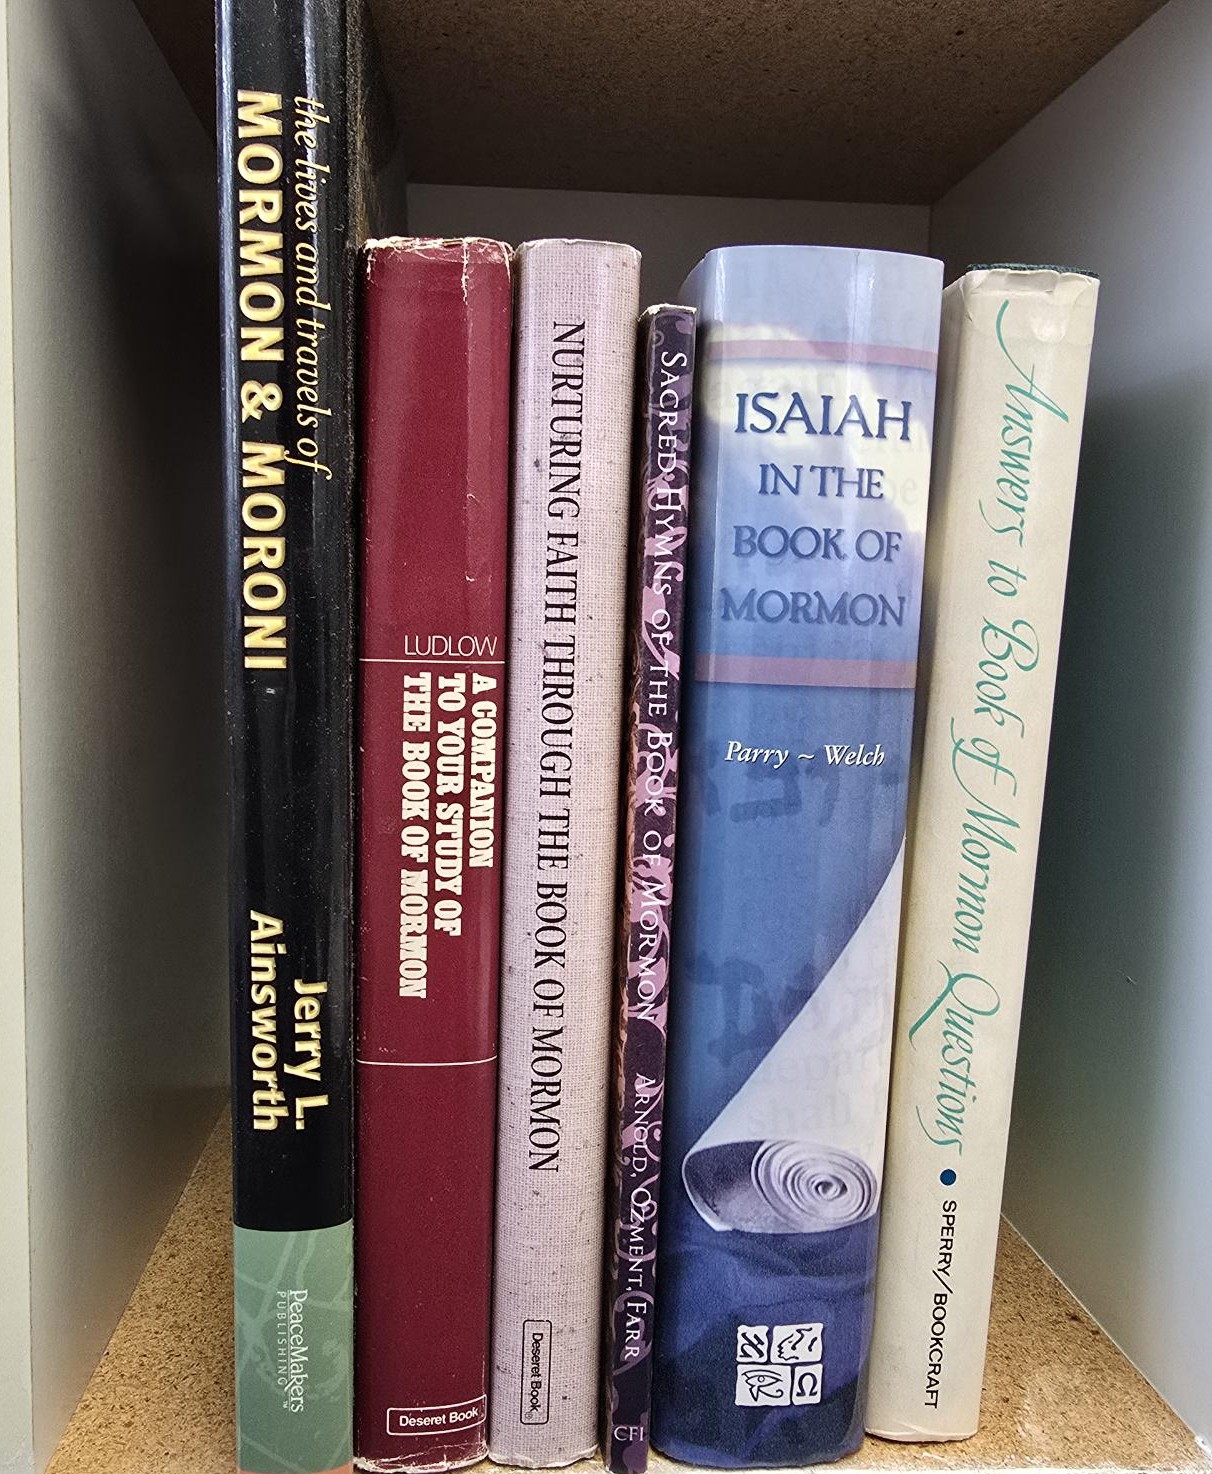 the lives and travels of
MORMON & MORONI
Jerry L.
Ainsworth
PeaceMakers
PUBLISHING™
LUDLOW
A COMPANION
TO YOUR STUDY OF
THE BOOK OF MORMON
Deseret Book
NURTURING FAITH THROUGH THE BOOK OF MORMON
Deseret Book
SACRED HYMNS OF THE BOOK OF MORMON
ARNOLD, OZMENT, FARR
CFI
ISAIAH
IN THE
BOOK OF
MORMON
Parry ~ Welch
Answers to Book of Mormon Questions • SPERRY/BOOKCRAFT